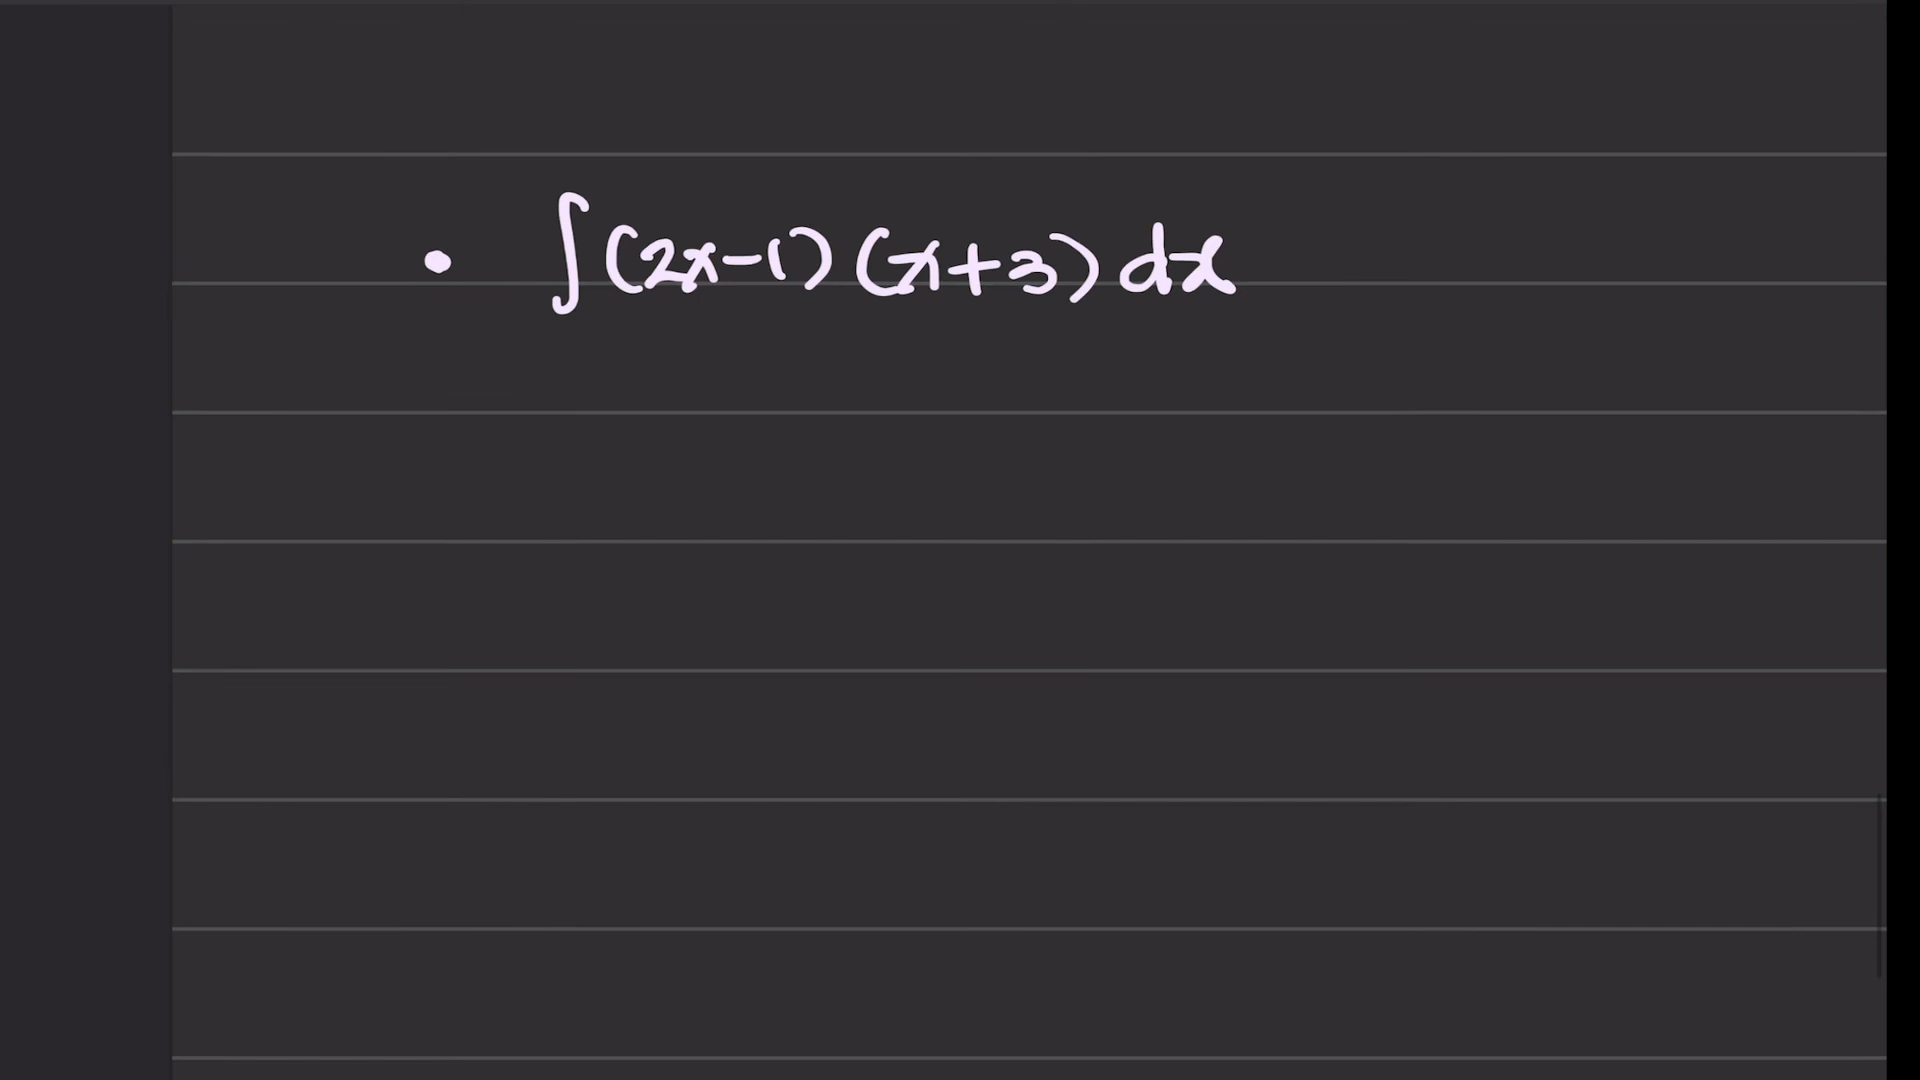 • ∫(2x-1)(x+3)dx